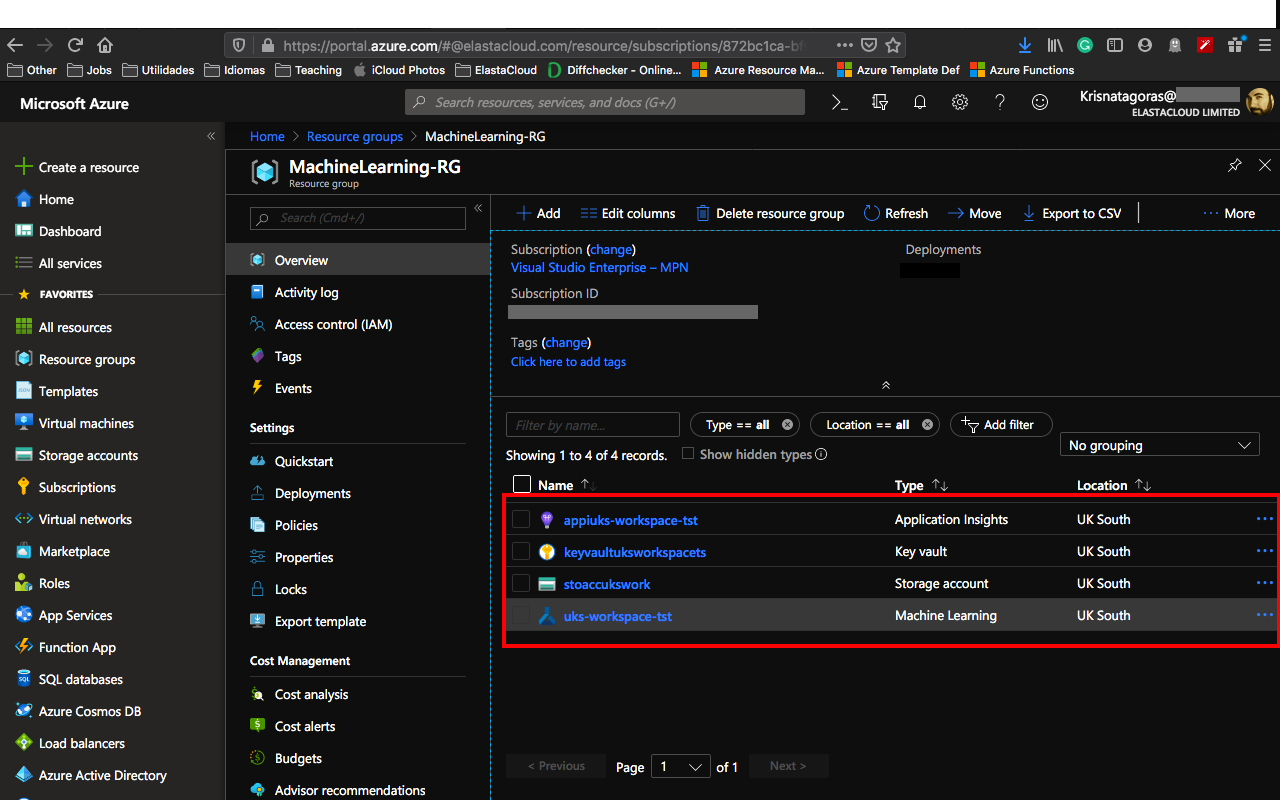 https://portal.azure.com/#@elastacloud.com/resource/subscriptions/872bc1ca-bf
Other Jobs Utilidades Idiomas Teaching iCloud Photos ElastaCloud Diffchecker - Online... Azure Resource Ma... Azure Template Def Azure Functions
Microsoft Azure
Search resources, services, and docs (G+/)
Krisnatagoras@
ELASTACLOUD LIMITED
Create a resource
Home
Dashboard
All services
FAVORITES
All resources
Resource groups
Templates
Virtual machines
Storage accounts
Subscriptions
Virtual networks
Marketplace
Roles
App Services
Function App
SQL databases
Azure Cosmos DB
Load balancers
Azure Active Directory
Home > Resource groups > MachineLearning-RG
MachineLearning-RG
Resource group
Search (Cmd+/)
Overview
Activity log
Access control (IAM)
Tags
Events
Settings
Quickstart
Deployments
Policies
Properties
Locks
Export template
Cost Management
Cost analysis
Cost alerts
Budgets
Advisor recommendations
Add Edit columns Delete resource group Refresh Move Export to CSV ··· More
Subscription (change)
Visual Studio Enterprise – MPN
Deployments
Subscription ID
Tags (change)
Click here to add tags
Filter by name...
Type == all
Location == all
Add filter
Showing 1 to 4 of 4 records.
Show hidden types
No grouping
Name Type Location
appiuks-workspace-tst Application Insights UK South
keyvaultuksworkspacets Key vault UK South
stoaccukswork Storage account UK South
uks-workspace-tst Machine Learning UK South
< Previous Page 1 of 1 Next >